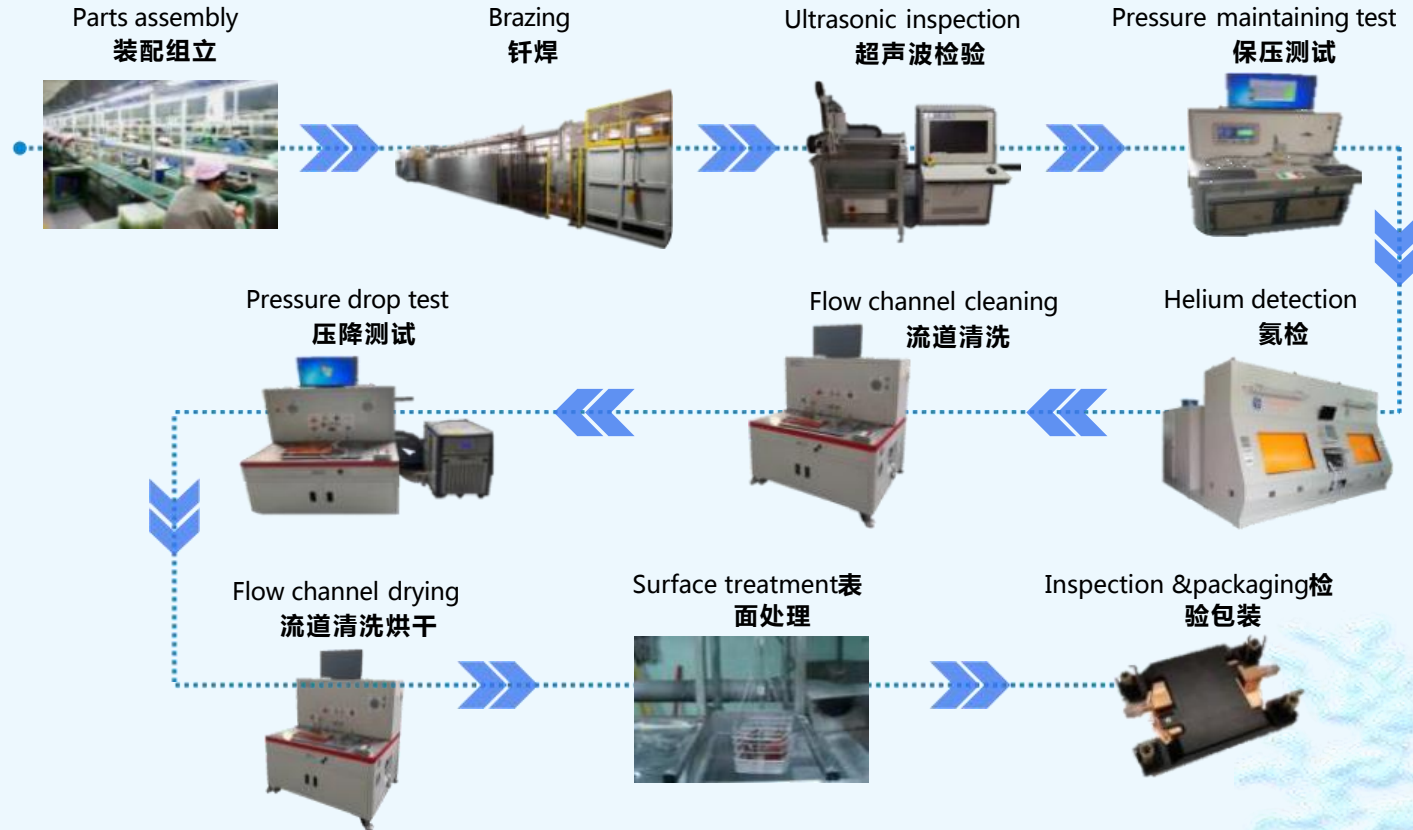 Parts assembly
装配组立
Brazing
钎焊
Ultrasonic inspection
超声波检验
Pressure maintaining test
保压测试
Helium detection
氦检
Flow channel cleaning
流道清洗
Pressure drop test
压降测试
Flow channel drying
流道清洗烘干
Surface treatment表
面处理
Inspection &packaging检
验包装